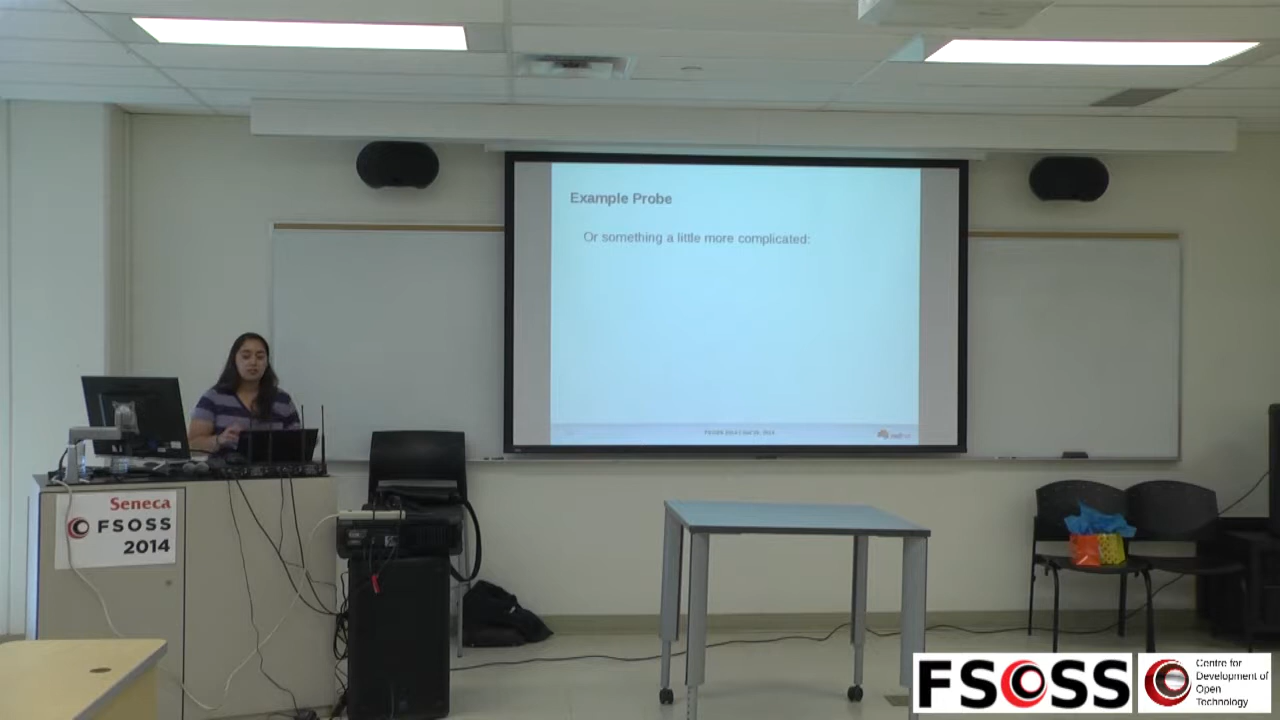 Example Probe
Or something a little more complicated:
Seneca
FSOSS
2014
FSOSS
Centre for
Development of
Open
Technology